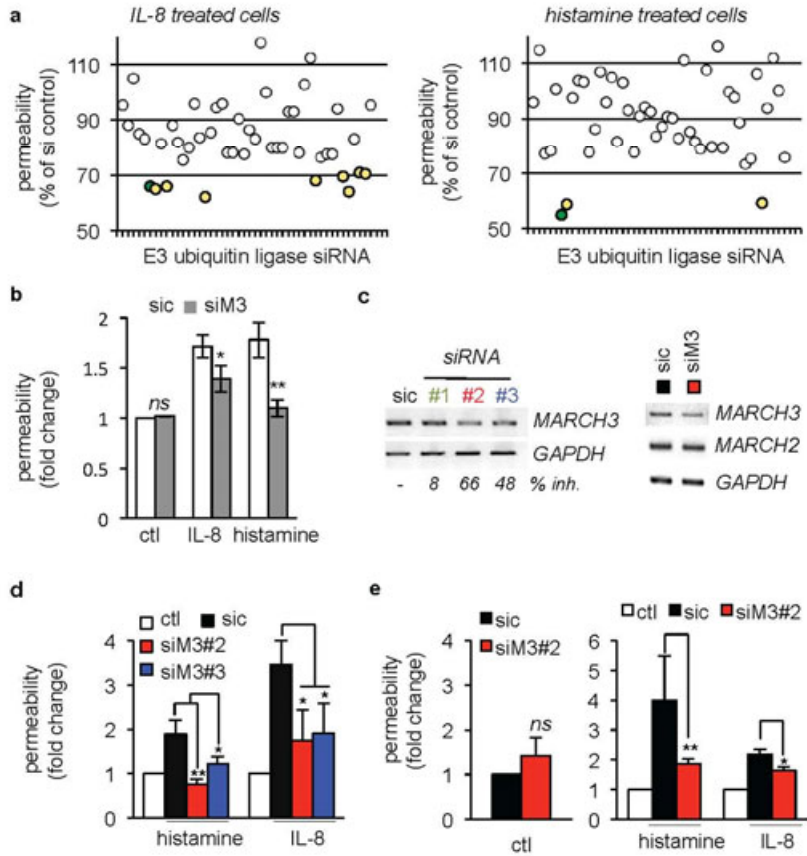 a
IL-8 treated cells
histamine treated cells
permeability
(% of si control)
110
90
70
50
E3 ubiquitin ligase siRNA
permeability
(% of si cotnrol)
110
90
70
50
E3 ubiquitin ligase siRNA
b
sic siM3
permeability
(fold change)
2
1.5
1
0.5
0
ns
*
**
ctl IL-8 histamine
c
siRNA
sic #1 #2 #3
MARCH3
GAPDH
- 8 66 48 % inh.
sic
siM3
MARCH3
MARCH2
GAPDH
d
ctl sic
siM3#2
siM3#3
permeability
(fold change)
4
3
2
1
0
**
*
*
*
histamine IL-8
e
sic
siM3#2
permeability
(fold change)
4
3
2
1
0
ns
ctl
ctl sic siM3#2
6
5
4
3
2
1
0
**
*
histamine IL-8